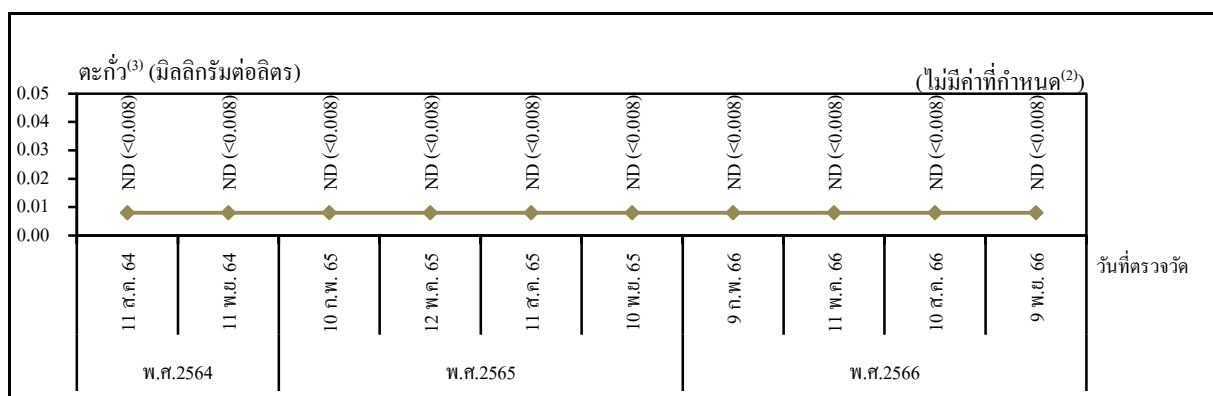 ตะกั่ว(3) (มิลลิกรัมต่อลิตร)
(ไม่มีค่าที่กำหนด(2))
0.05
0.04
0.03
0.02
0.01
0.00
ND (<0.008)
ND (<0.008)
ND (<0.008)
ND (<0.008)
ND (<0.008)
ND (<0.008)
ND (<0.008)
ND (<0.008)
ND (<0.008)
ND (<0.008)
11 ส.ค. 64
11 พ.ย. 64
10 ก.พ. 65
12 พ.ค. 65
11 ส.ค. 65
10 พ.ย. 65
9 ก.พ. 66
11 พ.ค. 66
10 ส.ค. 66
9 พ.ย. 66
วันที่ตรวจวัด
พ.ศ.2564
พ.ศ.2565
พ.ศ.2566